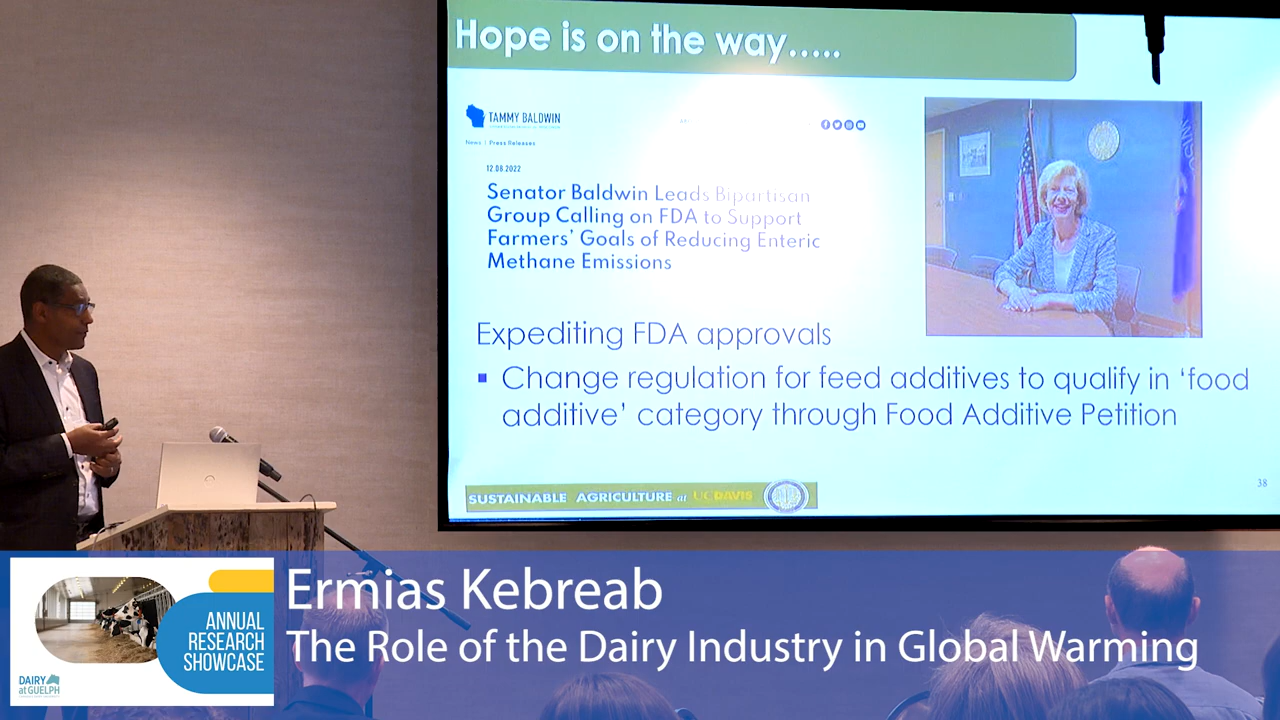 Hope is on the way.....
TAMMY BALDWIN
News | Press Releases
12.08.2022
Senator Baldwin Leads Bipartisan
Group Calling on FDA to Support
Farmers' Goals of Reducing Enteric
Methane Emissions
Expediting FDA approvals
▪ Change regulation for feed additives to qualify in 'food
additive' category through Food Additive Petition
38
SUSTAINABLE AGRICULTURE at UCDAVIS
ANNUAL
RESEARCH
SHOWCASE
DAIRY
at GUELPH
Ermias Kebreab
The Role of the Dairy Industry in Global Warming